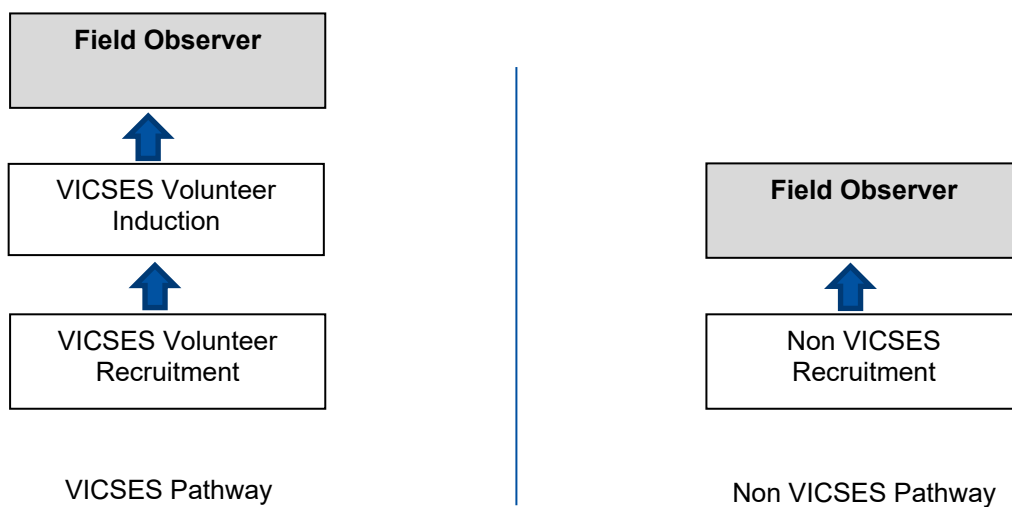 Field Observer
VICSES Volunteer
Induction
VICSES Volunteer
Recruitment
VICSES Pathway
Field Observer
Non VICSES
Recruitment
Non VICSES Pathway